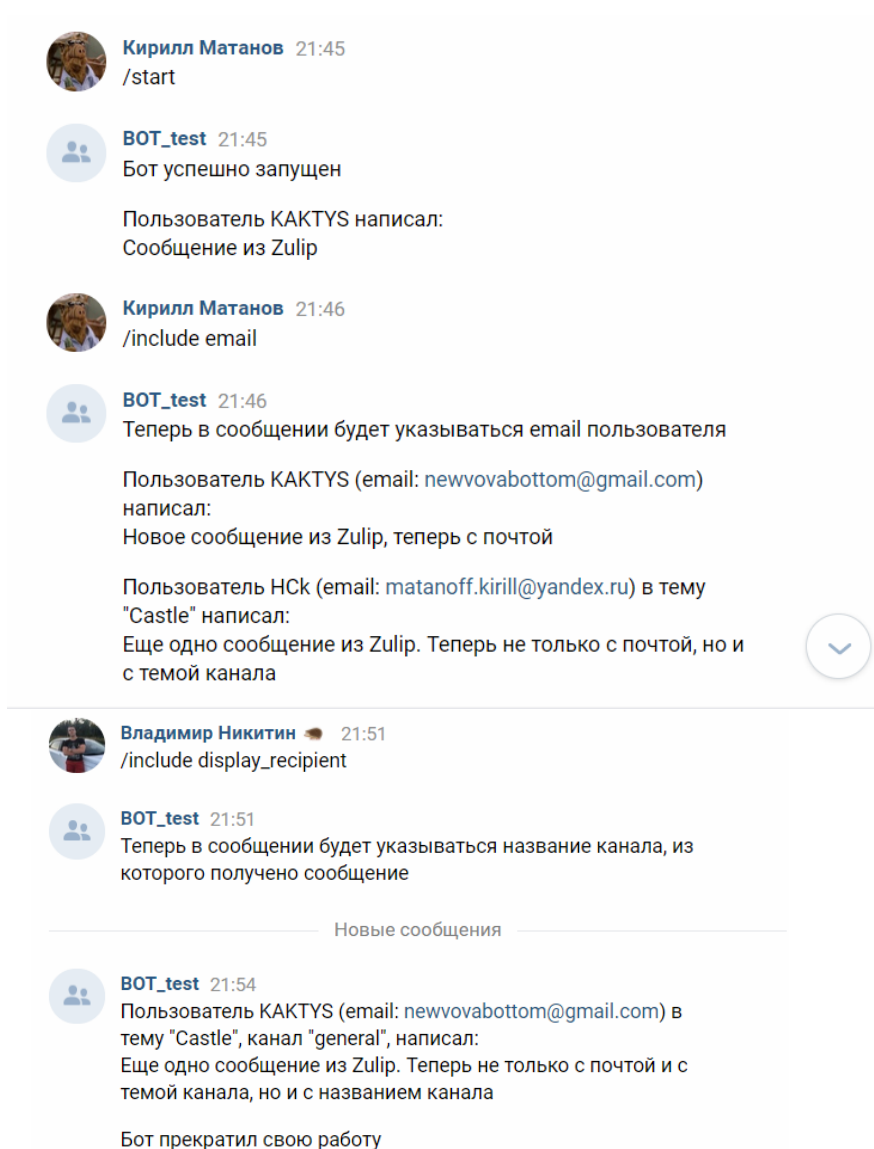 Кирилл Матанов 21:45
/start
BOT_test 21:45
Бот успешно запущен
Пользователь KAKTYS написал:
Сообщение из Zulip
Кирилл Матанов 21:46
/include email
BOT_test 21:46
Теперь в сообщении будет указываться email пользователя
Пользователь KAKTYS (email: newvovabottom@gmail.com)
написал:
Новое сообщение из Zulip, теперь с почтой
Пользователь HCk (email: matanoff.kirill@yandex.ru) в тему
"Castle" написал:
Еще одно сообщение из Zulip. Теперь не только с почтой, но и
с темой канала
Владимир Никитин 21:51
/include display_recipient
BOT_test 21:51
Теперь в сообщении будет указываться название канала, из
которого получено сообщение
Новые сообщения
BOT_test 21:54
Пользователь KAKTYS (email: newvovabottom@gmail.com) в
тему "Castle", канал "general", написал:
Еще одно сообщение из Zulip. Теперь не только с почтой и с
темой канала, но и с названием канала
Бот прекратил свою работу